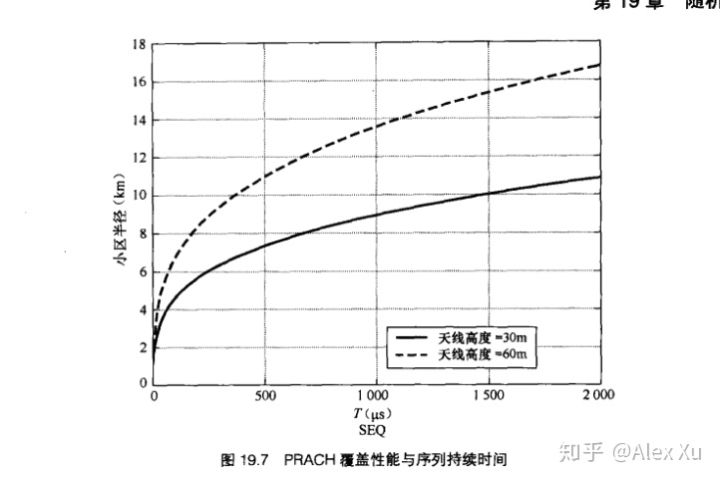 第 19 章 随机
18
16
14
12
10
8
6
4
2
0
小区半径(km)
天线高度 =30m
天线高度 =60m
0
500
1 000
1 500
2 000
T(μs)
SEQ
图 19.7 PRACH 覆盖性能与序列持续时间
知乎 @Alex Xu